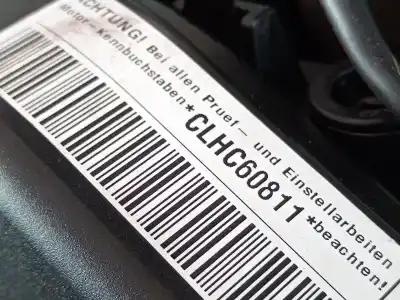 ACHTUNG! Bei allen Pruef- und Einstellarbeiten
Motor-Kennbuchstaben* CLHC60811 *beachten!